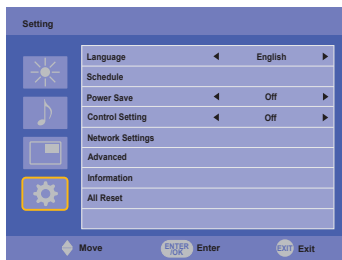 Setting
Language English
Schedule
Power Save Off
Control Setting Off
Network Settings
Advanced
Information
All Reset
Move ENTER /OK Enter EXIT Exit